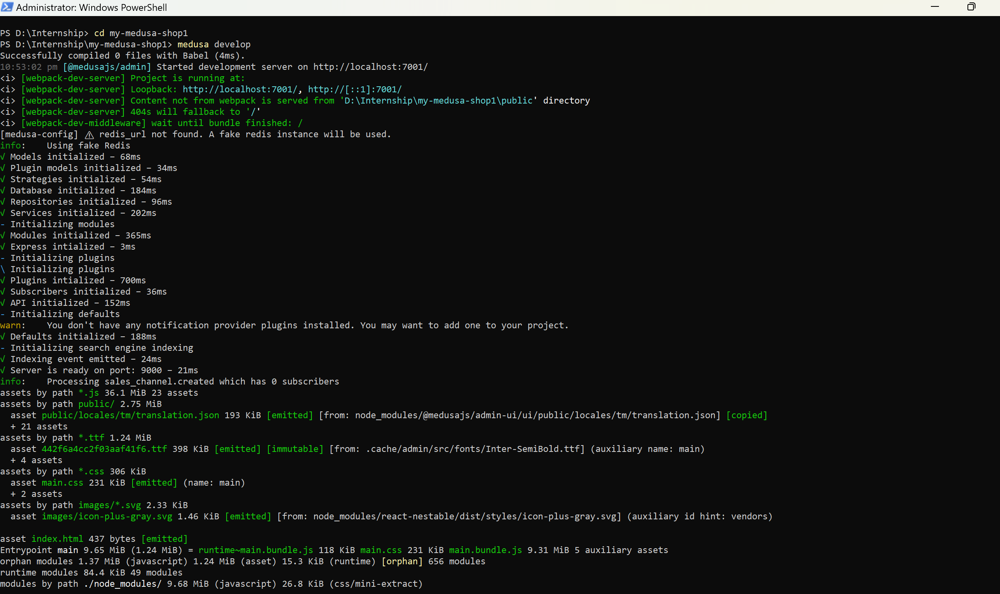 Administrator: Windows PowerShell
PS D:\Internship> cd my-medusa-shop1
PS D:\Internship\my-medusa-shop1> medusa develop
Successfully compiled 0 files with Babel (4ms).
10:53:02 pm [@medusajs/admin] Started development server on http://localhost:7001/
<i> [webpack-dev-server] Project is running at:
<i> [webpack-dev-server] Loopback: http://localhost:7001/, http://[::1]:7001/
<i> [webpack-dev-server] Content not from webpack is served from 'D:\Internship\my-medusa-shop1\public' directory
<i> [webpack-dev-server] 404s will fallback to '/'
<i> [webpack-dev-middleware] wait until bundle finished: /
[medusa-config] ⚠ redis_url not found. A fake redis instance will be used.
info:    Using fake Redis
√ Models initialized – 68ms
√ Plugin models initialized – 34ms
√ Strategies initialized – 54ms
√ Database initialized – 184ms
√ Repositories initialized – 96ms
√ Services initialized – 202ms
- Initializing modules
√ Modules initialized – 365ms
√ Express intialized – 3ms
- Initializing plugins
\ Initializing plugins
√ Plugins intialized – 700ms
√ Subscribers initialized – 36ms
√ API initialized – 152ms
- Initializing defaults
warn:    You don't have any notification provider plugins installed. You may want to add one to your project.
√ Defaults initialized – 188ms
- Initializing search engine indexing
√ Indexing event emitted – 24ms
√ Server is ready on port: 9000 – 21ms
info:    Processing sales_channel.created which has 0 subscribers
assets by path *.js 36.1 MiB 23 assets
assets by path public/ 2.75 MiB
  asset public/locales/tm/translation.json 193 KiB [emitted] [from: node_modules/@medusajs/admin-ui/ui/public/locales/tm/translation.json] [copied]
  + 21 assets
assets by path *.ttf 1.24 MiB
  asset 442f6a4cc2f03aaf41f6.ttf 398 KiB [emitted] [immutable] [from: .cache/admin/src/fonts/Inter-SemiBold.ttf] (auxiliary name: main)
  + 4 assets
assets by path *.css 306 KiB
  asset main.css 231 KiB [emitted] (name: main)
  + 2 assets
assets by path images/*.svg 2.33 KiB
  asset images/icon-plus-gray.svg 1.46 KiB [emitted] [from: node_modules/react-nestable/dist/styles/icon-plus-gray.svg] (auxiliary id hint: vendors)
asset index.html 437 bytes [emitted]
Entrypoint main 9.65 MiB (1.24 MiB) = runtime~main.bundle.js 118 KiB main.css 231 KiB main.bundle.js 9.31 MiB 5 auxiliary assets
orphan modules 1.37 MiB (javascript) 1.24 MiB (asset) 15.3 KiB (runtime) [orphan] 656 modules
runtime modules 84.4 KiB 49 modules
modules by path ./node_modules/ 9.68 MiB (javascript) 26.8 KiB (css/mini-extract)